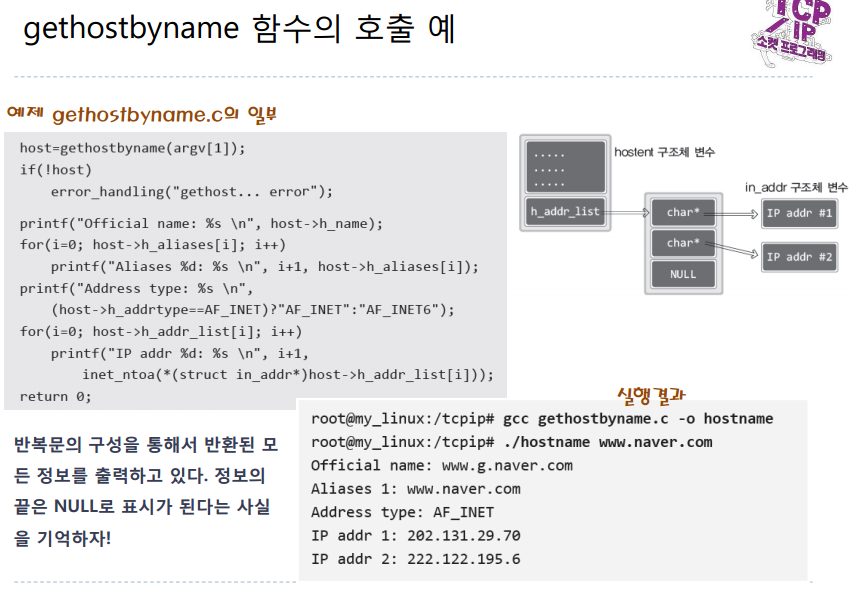 gethostbyname 함수의 호출 예
TCP
/IP
소켓 프로그래밍
예제 gethostbyname.c의 일부
host=gethostbyname(argv[1]);
if(!host)
    error_handling("gethost... error");
printf("Official name: %s \n", host->h_name);
for(i=0; host->h_aliases[i]; i++)
    printf("Aliases %d: %s \n", i+1, host->h_aliases[i]);
printf("Address type: %s \n",
    (host->h_addrtype==AF_INET)?"AF_INET":"AF_INET6");
for(i=0; host->h_addr_list[i]; i++)
    printf("IP addr %d: %s \n", i+1,
        inet_ntoa(*(struct in_addr*)host->h_addr_list[i]));
return 0;
.....
.....
.....
h_addr_list
hostent 구조체 변수
char*
char*
NULL
in_addr 구조체 변수
IP addr #1
IP addr #2
반복문의 구성을 통해서 반환된 모
든 정보를 출력하고 있다. 정보의
끝은 NULL로 표시가 된다는 사실
을 기억하자!
실행결과
root@my_linux:/tcpip# gcc gethostbyname.c -o hostname
root@my_linux:/tcpip# ./hostname www.naver.com
Official name: www.g.naver.com
Aliases 1: www.naver.com
Address type: AF_INET
IP addr 1: 202.131.29.70
IP addr 2: 222.122.195.6